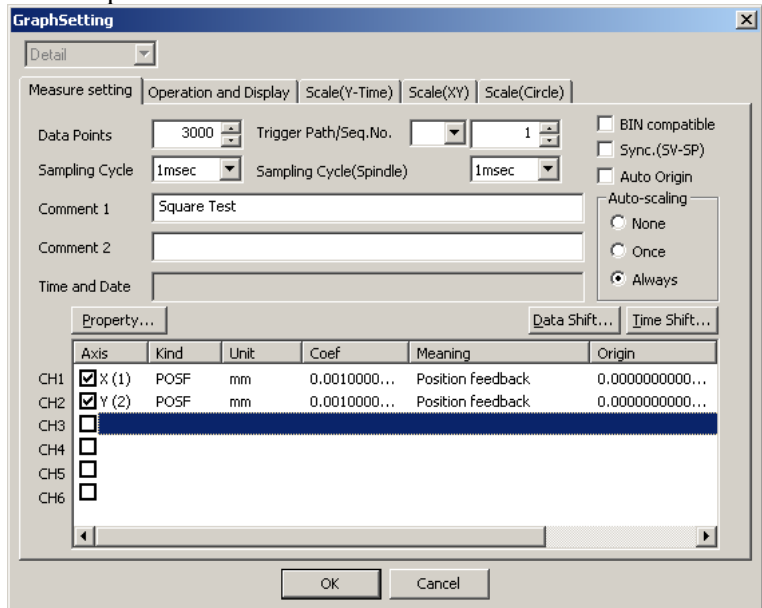 GraphSetting
Detail
Measure setting Operation and Display Scale(Y-Time) Scale(XY) Scale(Circle)
Data Points 3000 Trigger Path/Seq.No. 1 BIN compatible
Sync.(SV-SP)
Sampling Cycle 1msec Sampling Cycle(Spindle) 1msec Auto Origin
Comment 1 Square Test Auto-scaling
None
Comment 2 Once
Time and Date Always
Property... Data Shift... Time Shift...
Axis Kind Unit Coef Meaning Origin
CH1 X (1) POSF mm 0.0010000... Position feedback 0.0000000000...
CH2 Y (2) POSF mm 0.0010000... Position feedback 0.0000000000...
CH3
CH4
CH5
CH6
OK Cancel